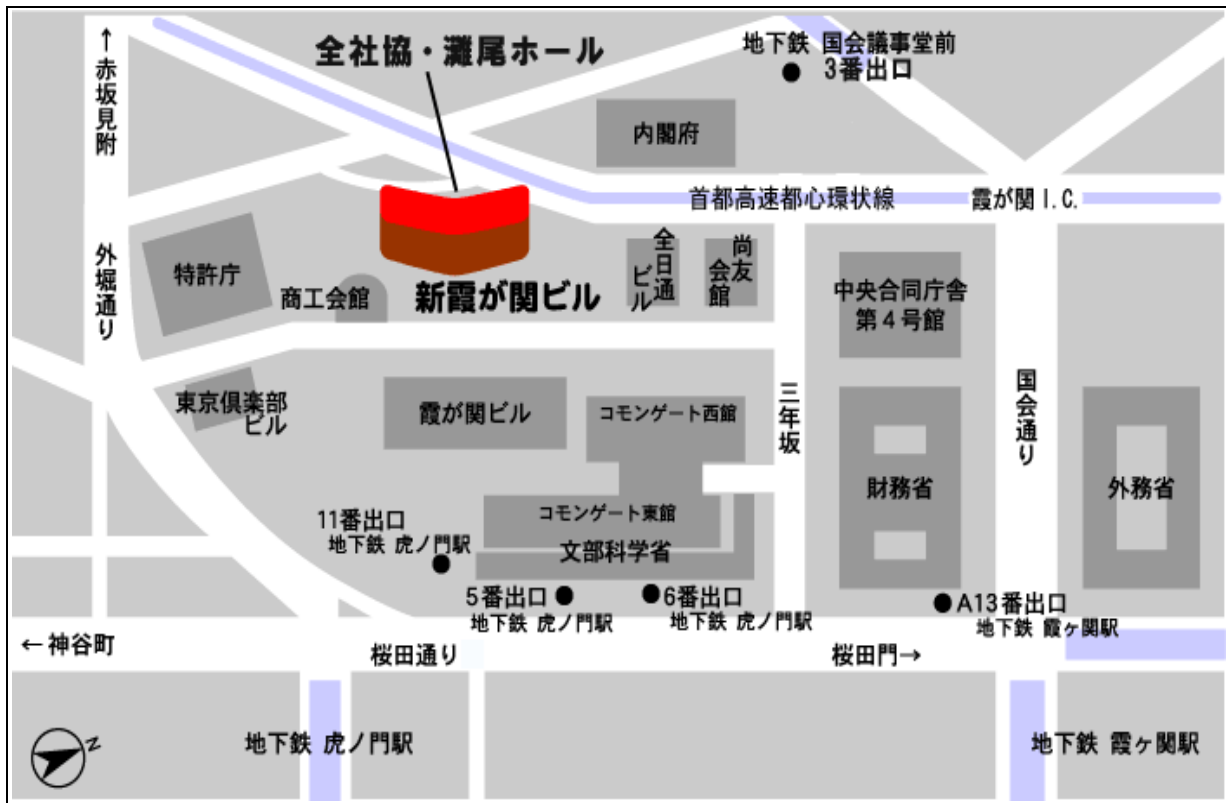 ↑赤坂見附
全社協・灘尾ホール
地下鉄 国会議事堂前
3番出口
内閣府
首都高速都心環状線
霞が関I.C.
外堀通り
特許庁
商工会館
新霞が関ビル
全日通
ビル
尚友
会館
中央合同庁舎
第4号館
東京倶楽部
ビル
霞が関ビル
コモンゲート西館
三年坂
国会通り
財務省
外務省
コモンゲート東館
文部科学省
11番出口
地下鉄 虎ノ門駅
5番出口
地下鉄 虎ノ門駅
6番出口
地下鉄 虎ノ門駅
A13番出口
地下鉄 霞ヶ関駅
←神谷町
桜田通り
桜田門→
地下鉄 虎ノ門駅
地下鉄 霞ヶ関駅
N